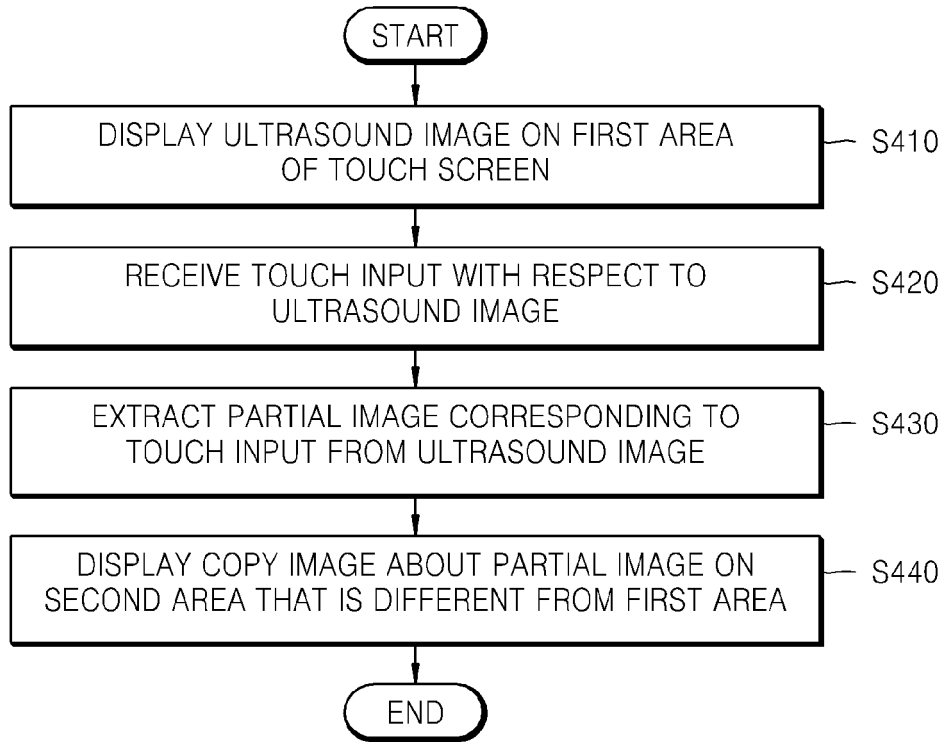 START
DISPLAY ULTRASOUND IMAGE ON FIRST AREA
OF TOUCH SCREEN
S410
RECEIVE TOUCH INPUT WITH RESPECT TO
ULTRASOUND IMAGE
S420
EXTRACT PARTIAL IMAGE CORRESPONDING TO
TOUCH INPUT FROM ULTRASOUND IMAGE
S430
DISPLAY COPY IMAGE ABOUT PARTIAL IMAGE ON
SECOND AREA THAT IS DIFFERENT FROM FIRST AREA
S440
END